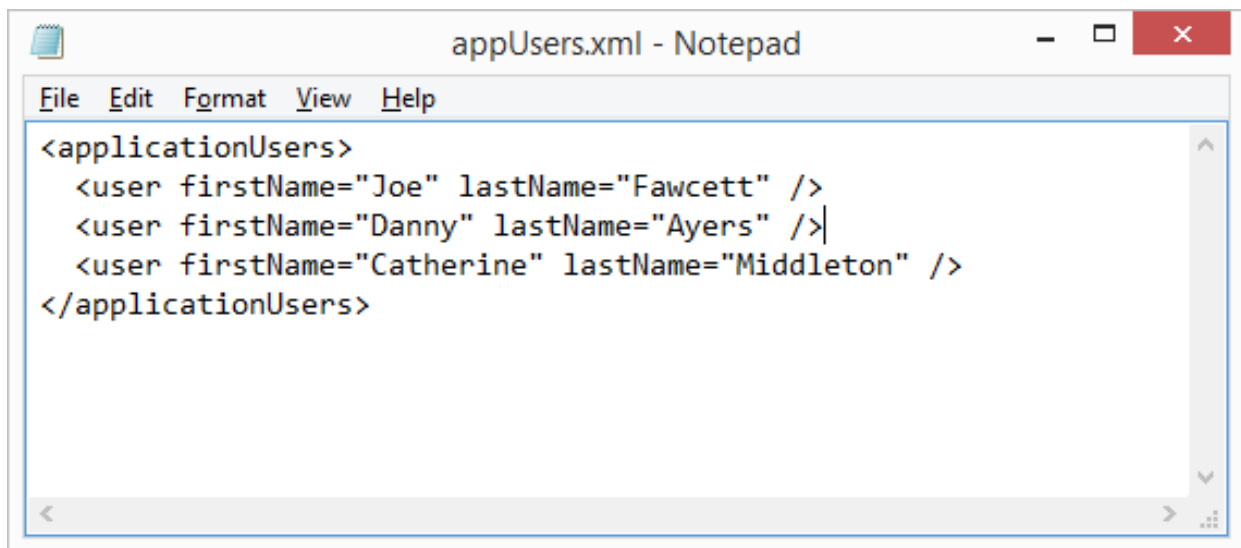 appUsers.xml - Notepad
File Edit Format View Help
<applicationUsers>
  <user firstName="Joe" lastName="Fawcett" />
  <user firstName="Danny" lastName="Ayers" />
  <user firstName="Catherine" lastName="Middleton" />
</applicationUsers>